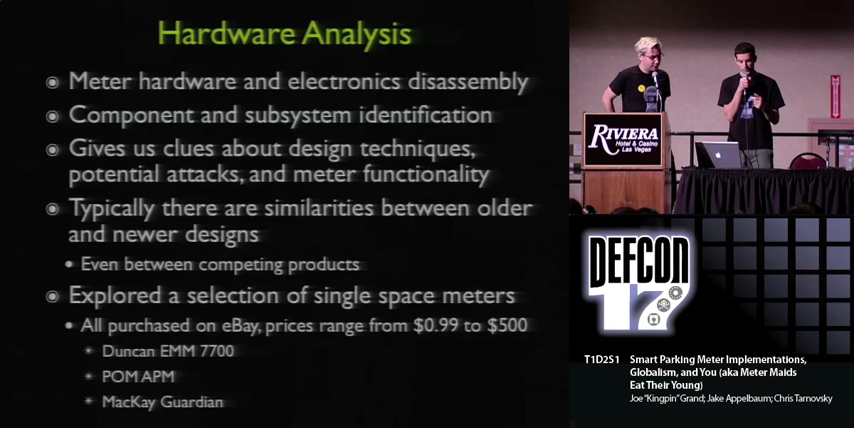 Hardware Analysis
Meter hardware and electronics disassembly
Component and subsystem identification
Gives us clues about design techniques,
potential attacks, and meter functionality
Typically there are similarities between older
and newer designs
Even between competing products
Explored a selection of single space meters
All purchased on eBay, prices range from $0.99 to $500
Duncan EMM 7700
POM APM
MacKay Guardian
RIVIERA
Hotel & Casino
Las Vegas
DEFCON
17
T1D2S1 Smart Parking Meter Implementations,
Globalism, and You (aka Meter Maids
Eat Their Young)
Joe "Kingpin" Grand; Jake Appelbaum; Chris Tarnovsky